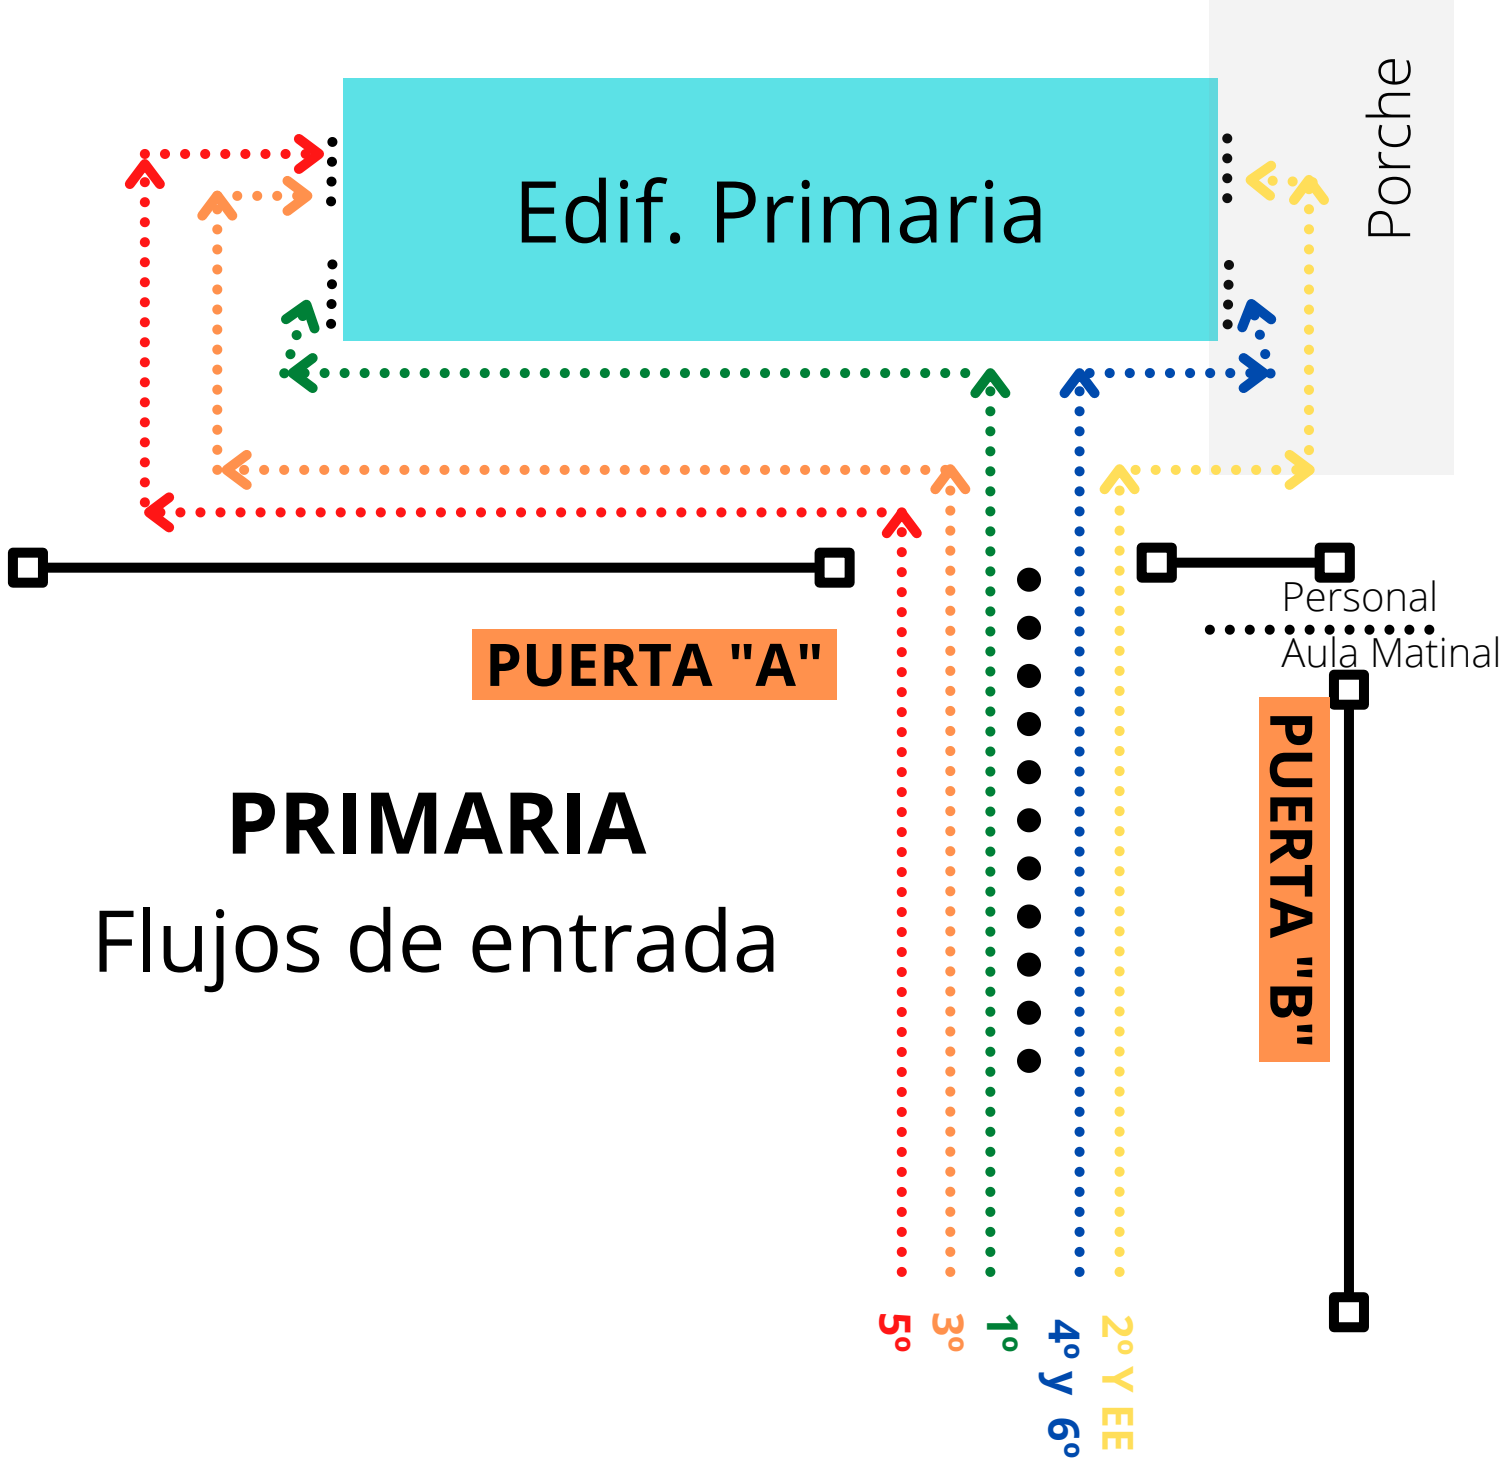 Porche
Edif. Primaria
Personal
Aula Matinal
PUERTA "A"
PUERTA "B"
PRIMARIA
Flujos de entrada
5º
3º
1º
4º y 6º
2º Y EE